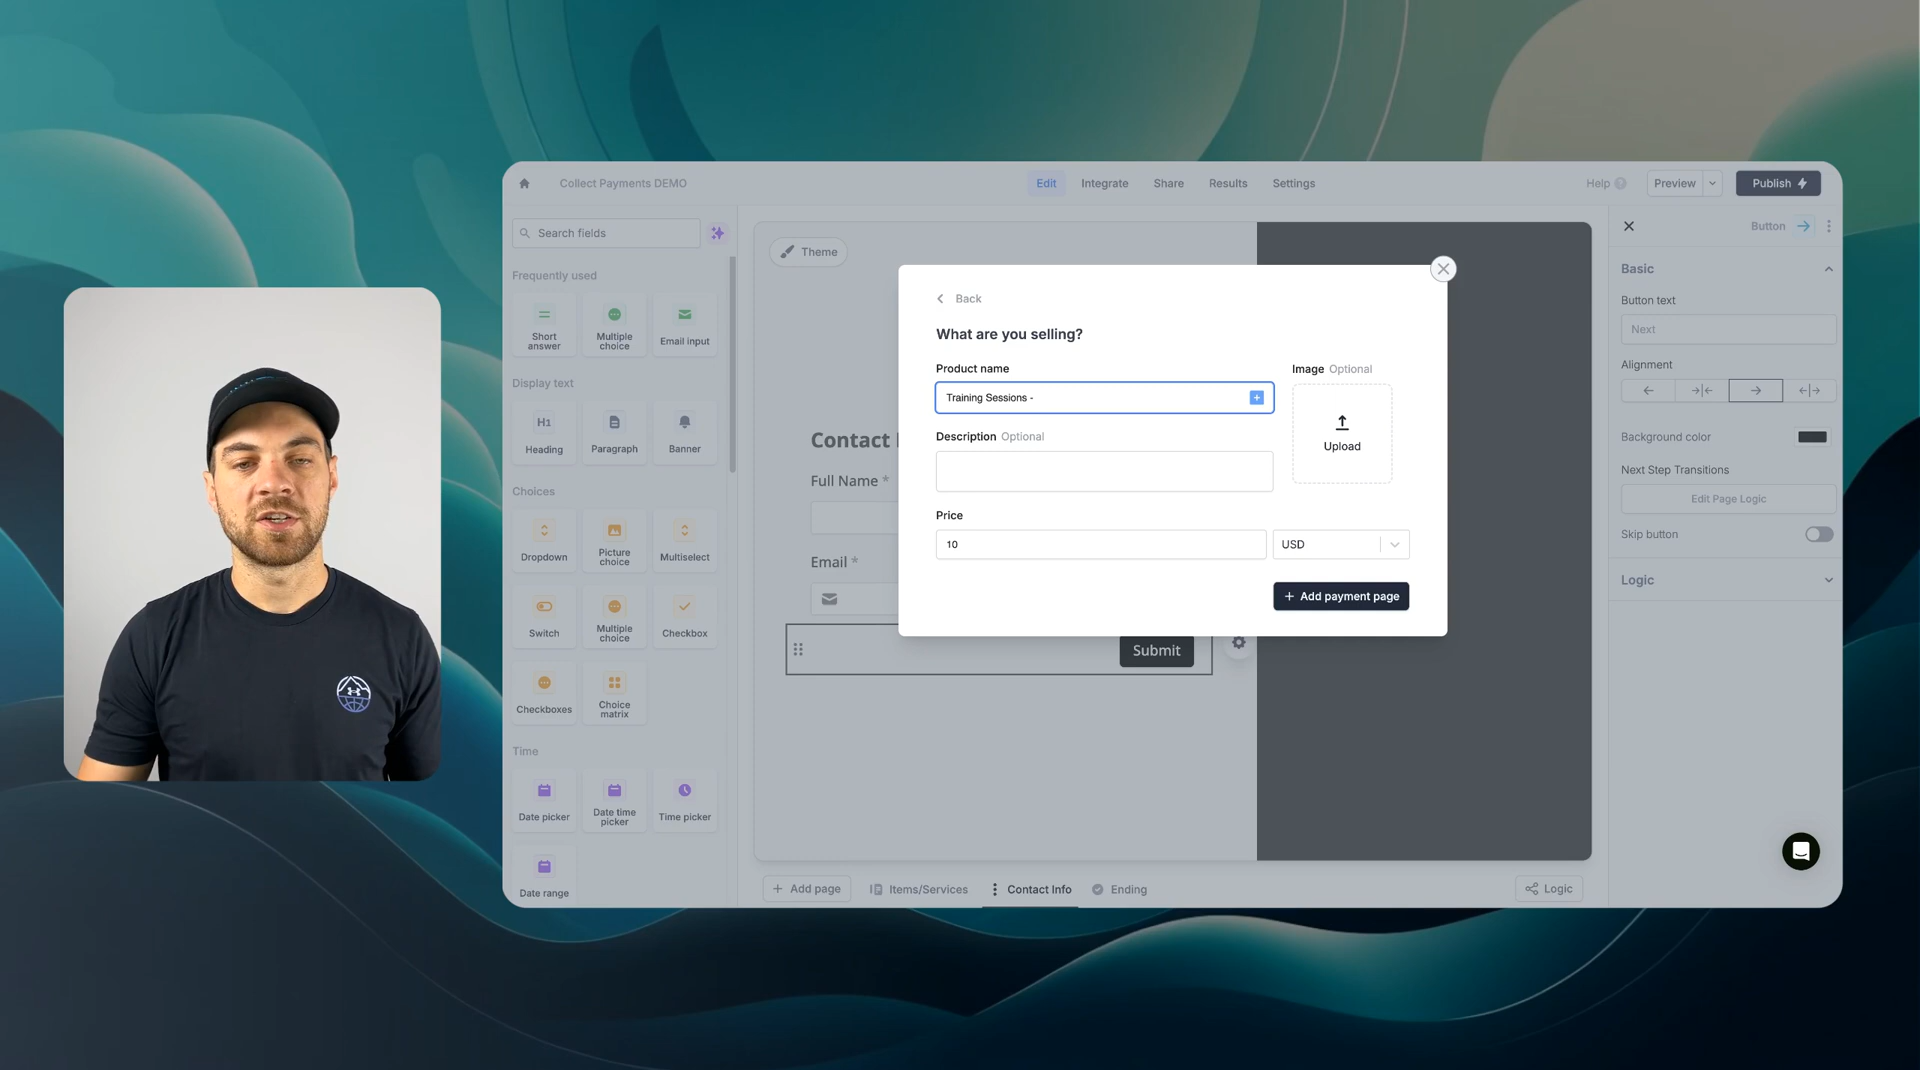 Collect Payments DEMO
Edit
Integrate
Share
Results
Settings
Help ?
Preview
Publish
Search fields
Frequently used
Short
answer
Multiple
choice
Email input
Display text
H1
Heading
Paragraph
Banner
Choices
Dropdown
Picture
choice
Multiselect
Switch
Multiple
choice
Checkbox
Checkboxes
Choice
matrix
Time
Date picker
Date time
picker
Time picker
Date range
Theme
Contact
Full Name *
Email *
Submit
Back
What are you selling?
Product name
Training Sessions -
Image Optional
Upload
Description Optional
Price
10
USD
+ Add payment page
+ Add page
Items/Services
Contact Info
Ending
Logic
Button
Basic
Button text
Next
Alignment
Background color
Next Step Transitions
Edit Page Logic
Skip button
Logic